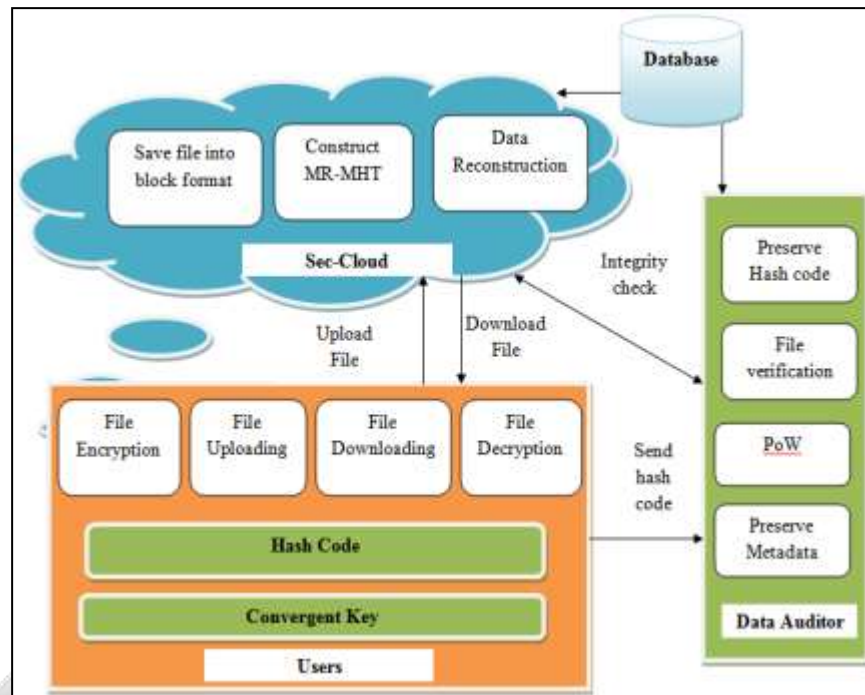 Database
Save file into
block format
Construct
MR-MHT
Data
Reconstruction
Sec-Cloud
Integrity
check
Upload
File
Download
File
Preserve
Hash code
File
verification
PoW
Preserve
Metadata
Data Auditor
Send
hash
code
File
Encryption
File
Uploading
File
Downloading
File
Decryption
Hash Code
Convergent Key
Users